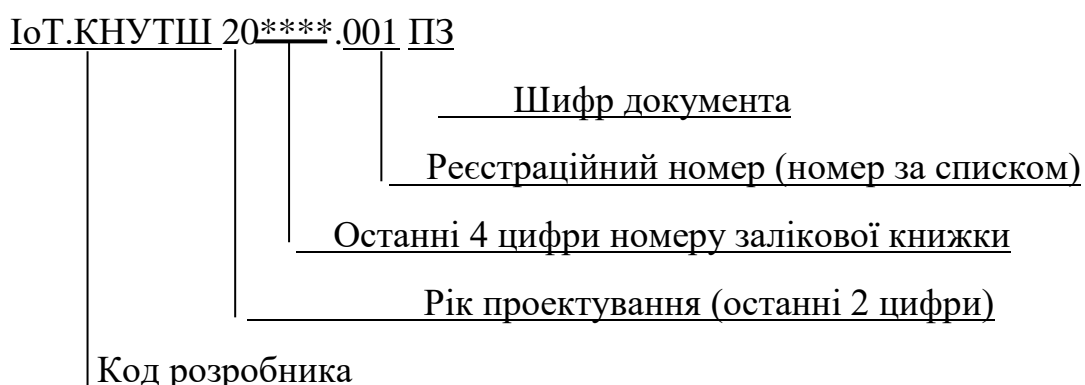 ІоТ.КНУТШ 20****.001 ПЗ
Шифр документа
Реєстраційний номер (номер за списком)
Останні 4 цифри номеру залікової книжки
Рік проектування (останні 2 цифри)
Код розробника